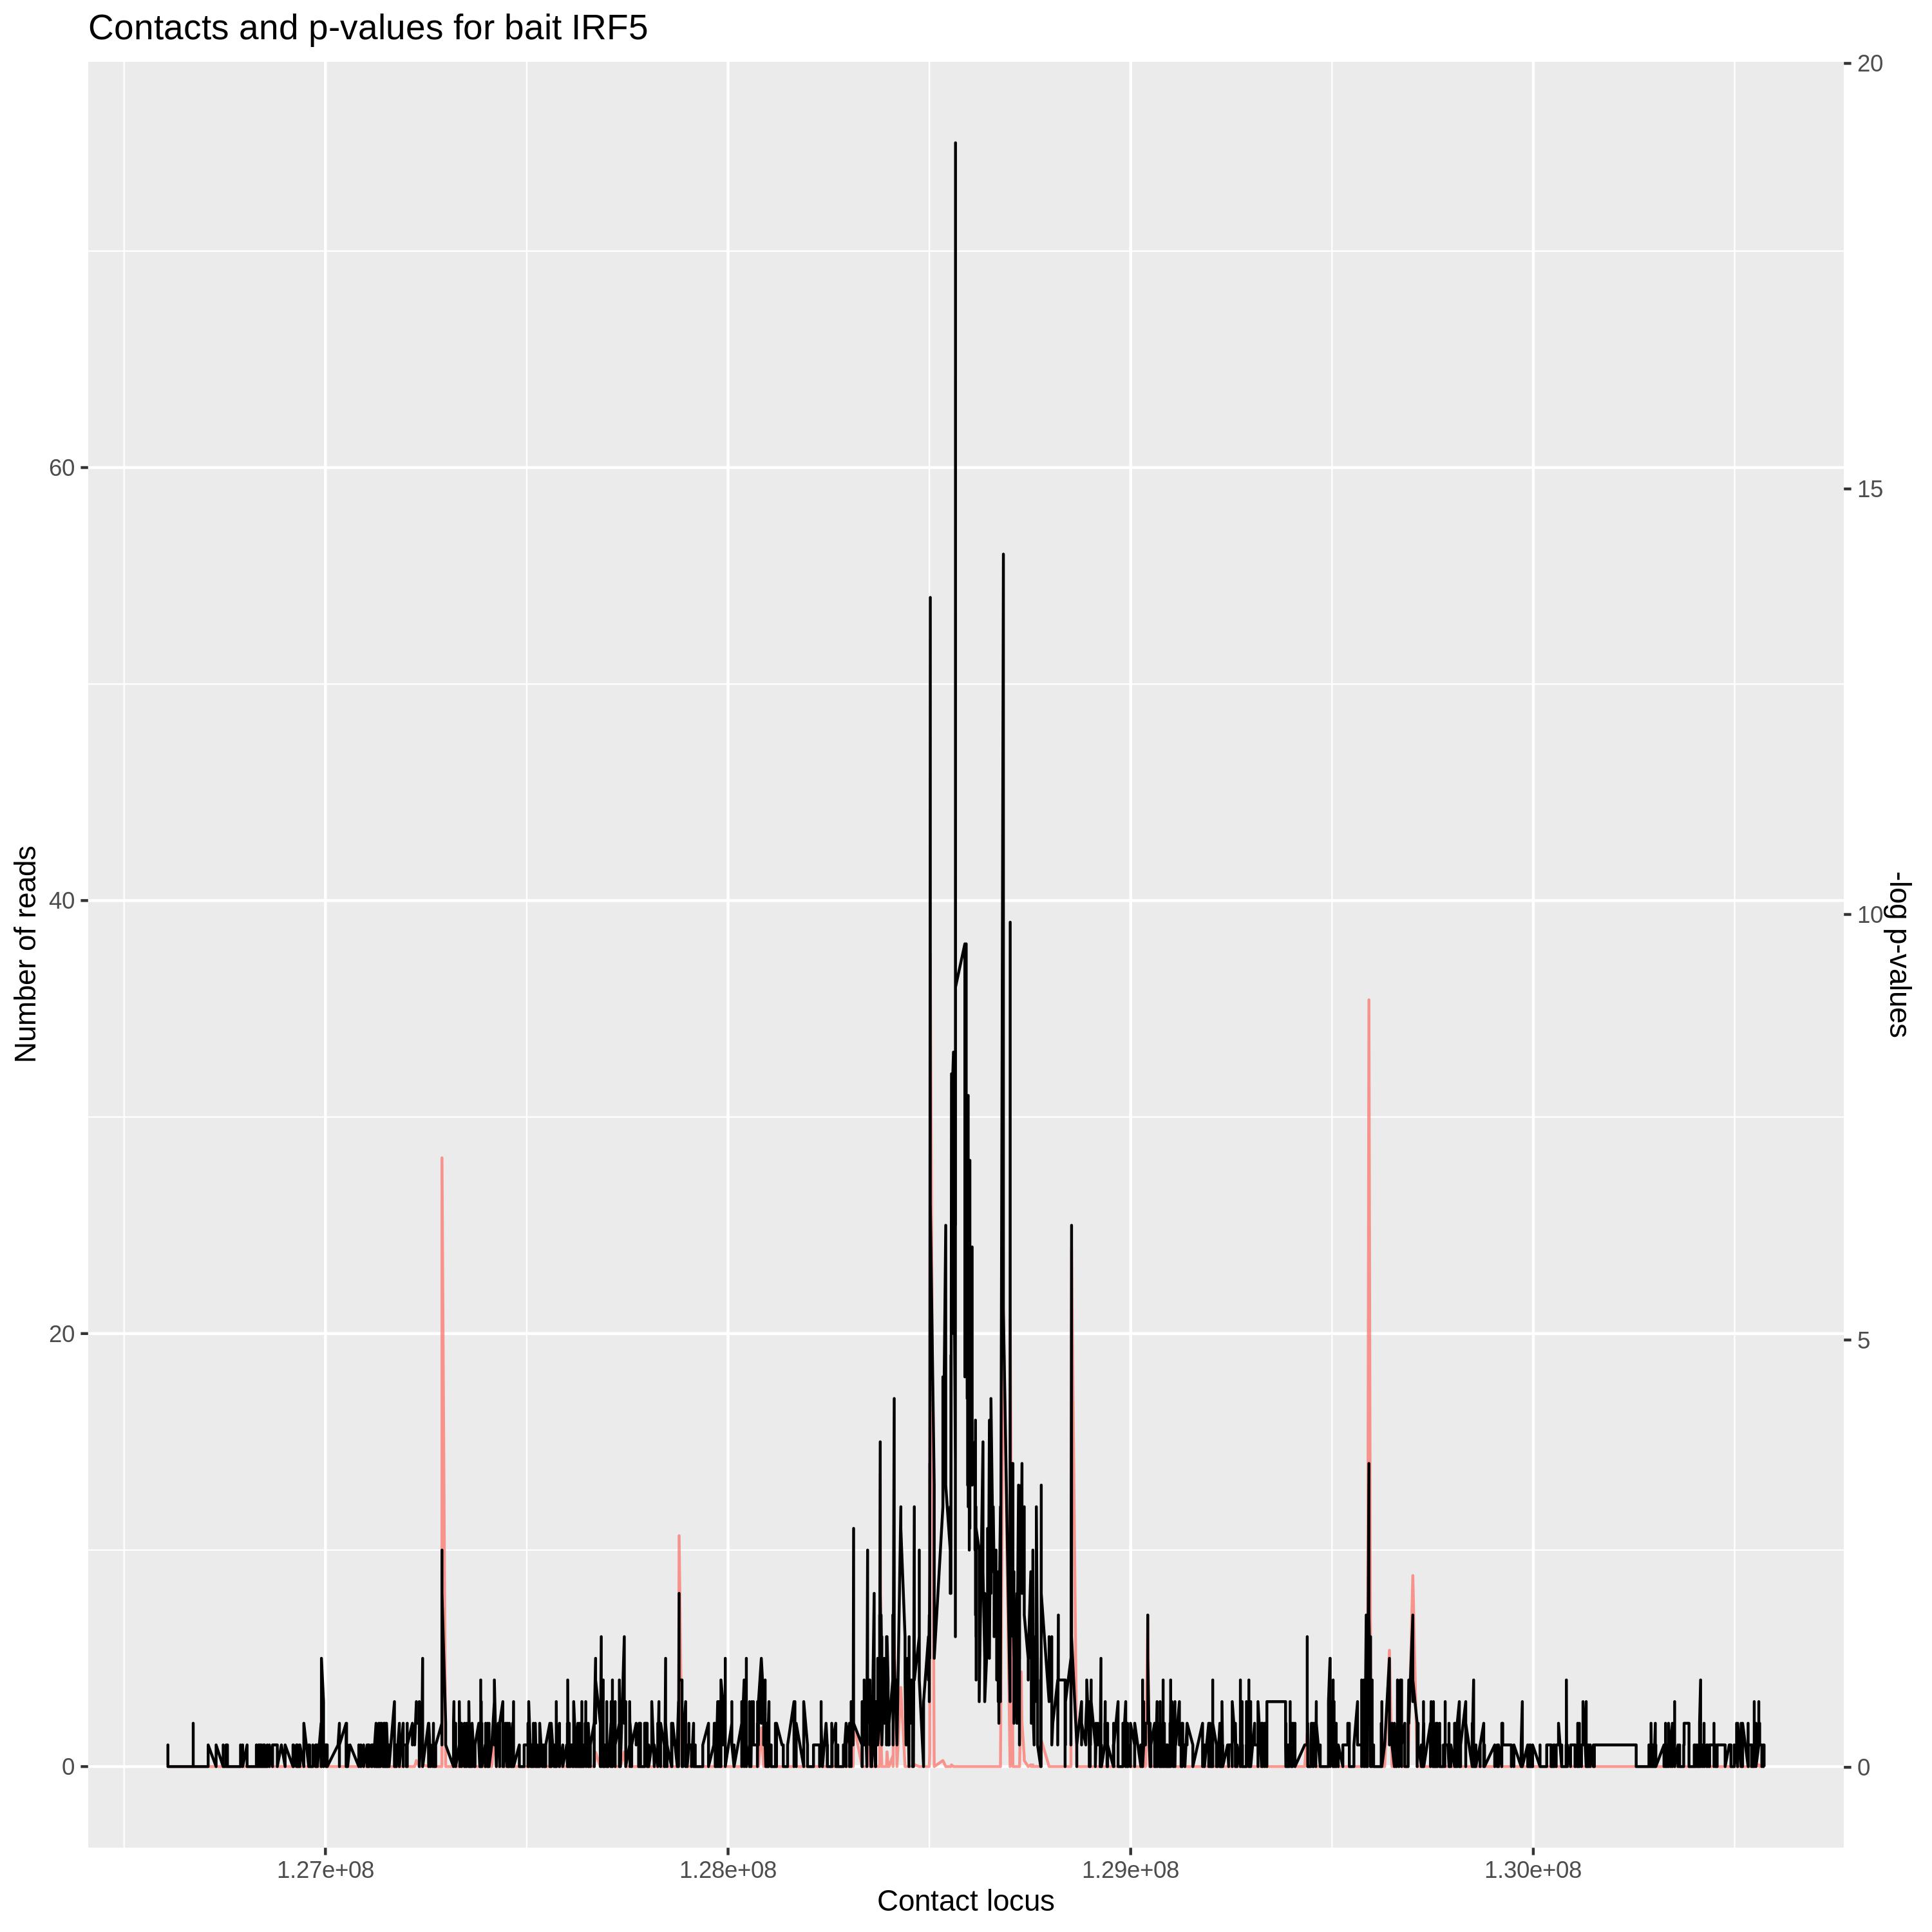 Contacts and p-values for bait IRF5
20
60
15
40
10
20
5
0
0
Number of reads
-log p-values
1.27e+08
1.28e+08
1.29e+08
1.30e+08
Contact locus